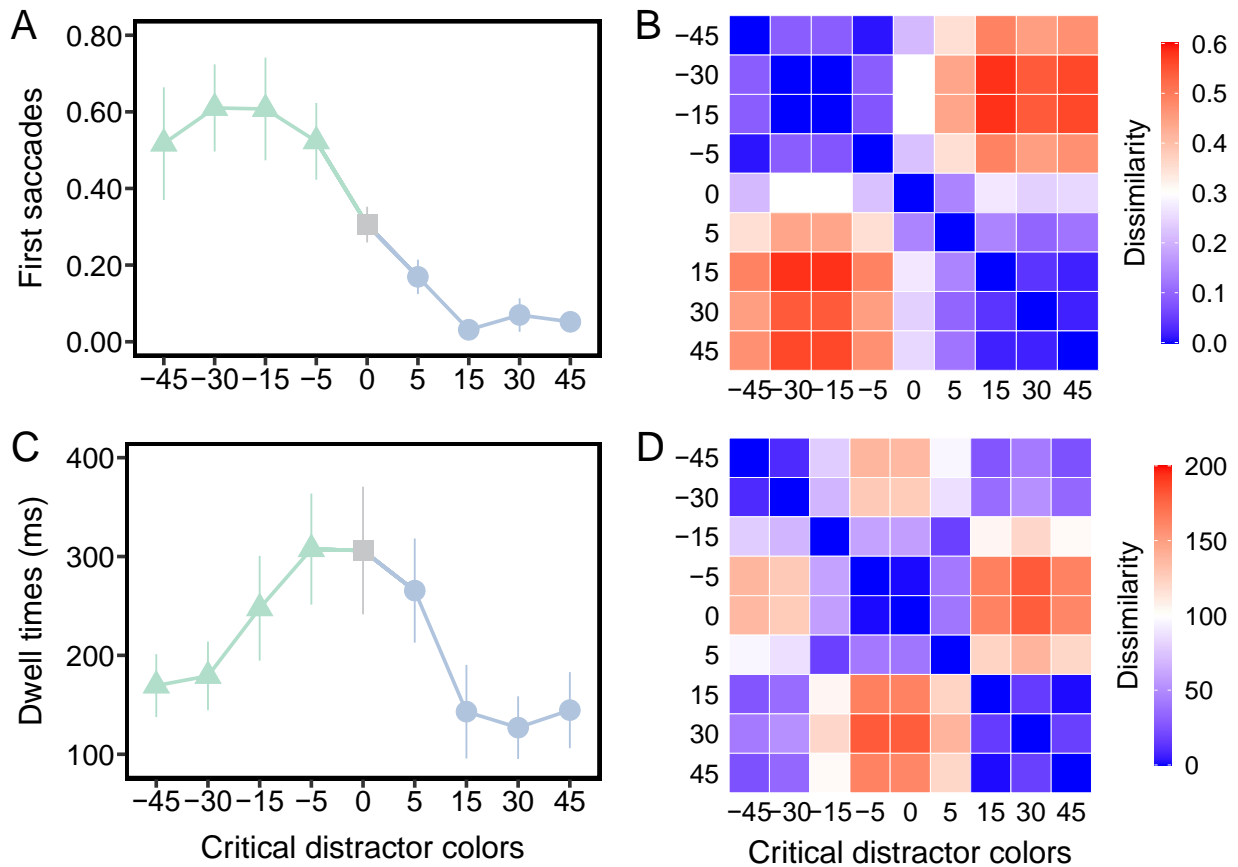 A
First saccades
0.80
0.60
0.40
0.20
0.00
−45 −30 −15 −5 0 5 15 30 45
B
−45
−30
−15
−5
0
5
15
30
45
−45 −30 −15 −5 0 5 15 30 45
Dissimilarity
0.6
0.5
0.4
0.3
0.2
0.1
0.0
C
Dwell times (ms)
400
300
200
100
−45 −30 −15 −5 0 5 15 30 45
Critical distractor colors
D
−45
−30
−15
−5
0
5
15
30
45
−45 −30 −15 −5 0 5 15 30 45
Critical distractor colors
Dissimilarity
200
150
100
50
0